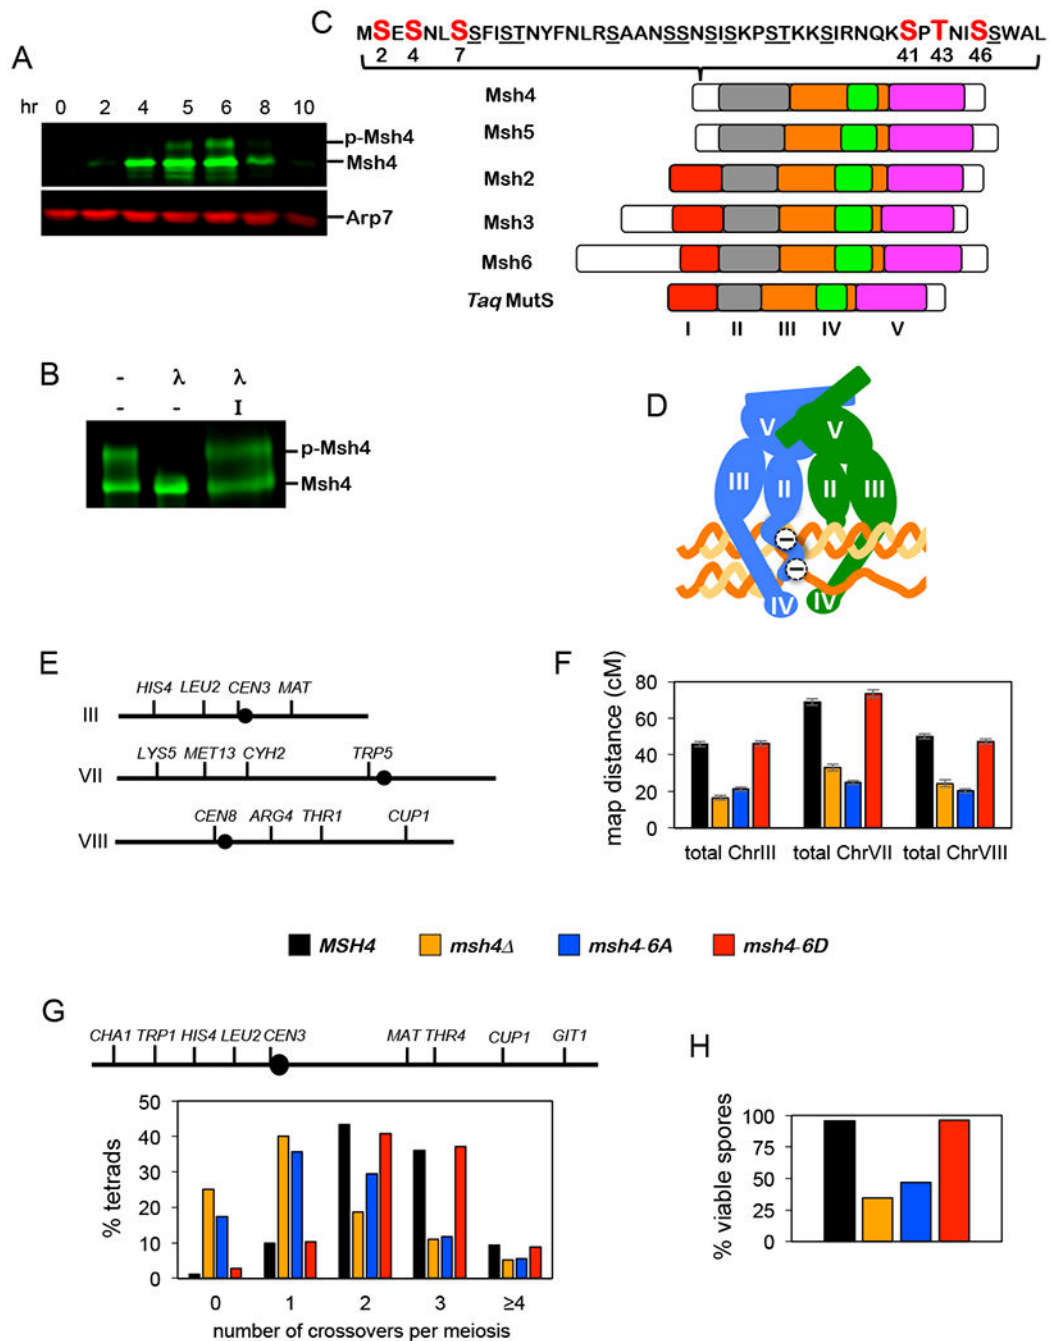 A
hr 0 2 4 5 6 8 10
p-Msh4
Msh4
Arp7
B
- λ λ
- - I
p-Msh4
Msh4
C
MSESNLSSFISTNYFNLRSAANSSNSISKPSTKKSIRNQKSPTNISSWAL
2 4 7 41 43 46
Msh4
Msh5
Msh2
Msh3
Msh6
Taq MutS
I II III IV V
D
V V
III II II III
IV IV
E
HIS4 LEU2 CEN3 MAT
III
LYS5 MET13 CYH2 TRP5
VII
CEN8 ARG4 THR1 CUP1
VIII
F
map distance (cM)
80
60
40
20
0
total ChrIII total ChrVII total ChrVIII
MSH4 msh4Δ msh4-6A msh4-6D
G
CHA1 TRP1 HIS4 LEU2 CEN3 MAT THR4 CUP1 GIT1
% tetrads
50
40
30
20
10
0
0 1 2 3 ≥4
number of crossovers per meiosis
H
% viable spores
100
75
50
25
0